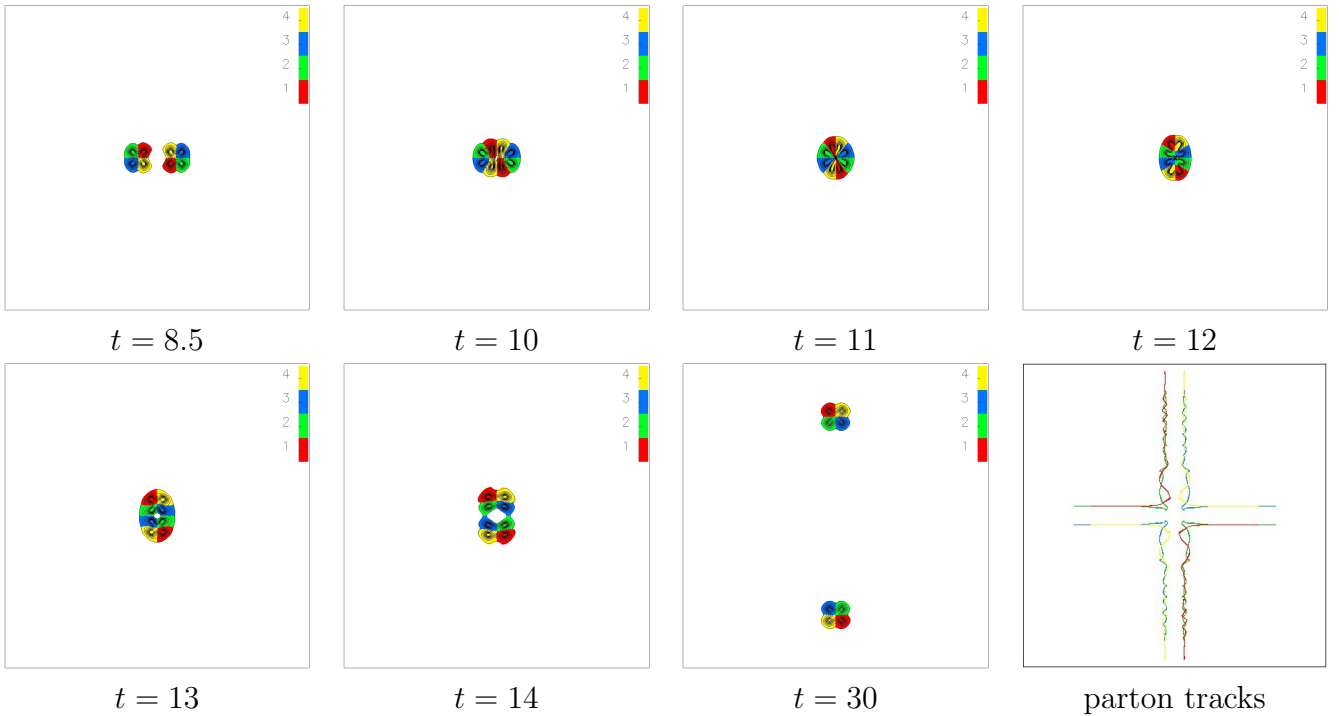 4 4 4 4
3 3 3 3
2 2 2 2
1 1 1 1
t = 8.5 t = 10 t = 11 t = 12
4 4 4
3 3 3
2 2 2
1 1 1
t = 13 t = 14 t = 30 parton tracks